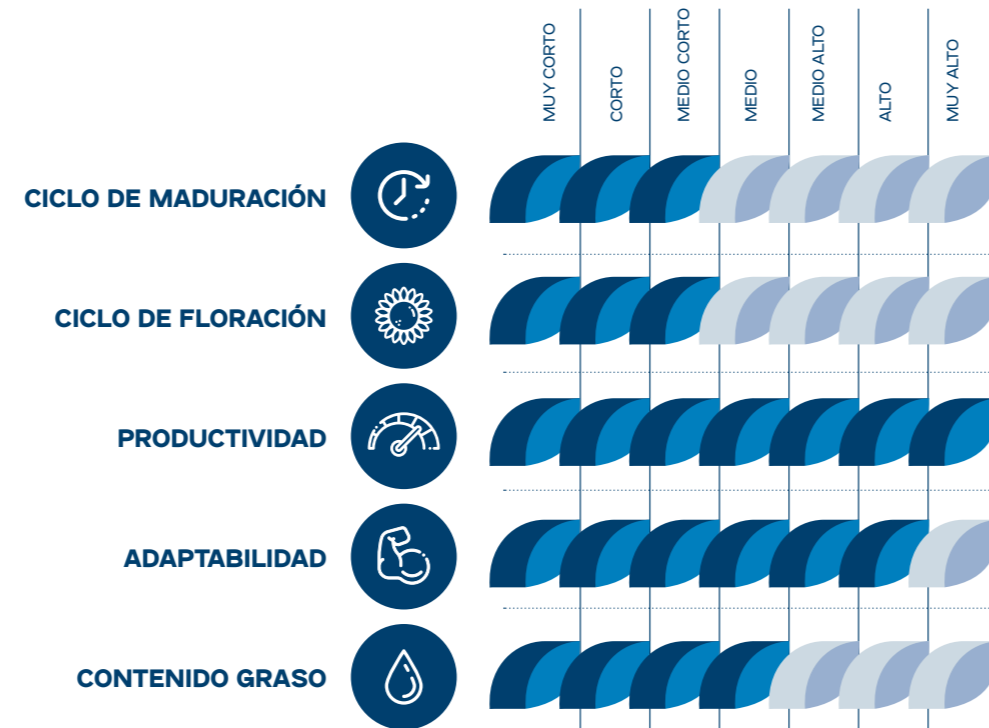 MUY CORTO
CORTO
MEDIO CORTO
MEDIO
MEDIO ALTO
ALTO
MUY ALTO
CICLO DE MADURACIÓN
CICLO DE FLORACIÓN
PRODUCTIVIDAD
ADAPTABILIDAD
CONTENIDO GRASO